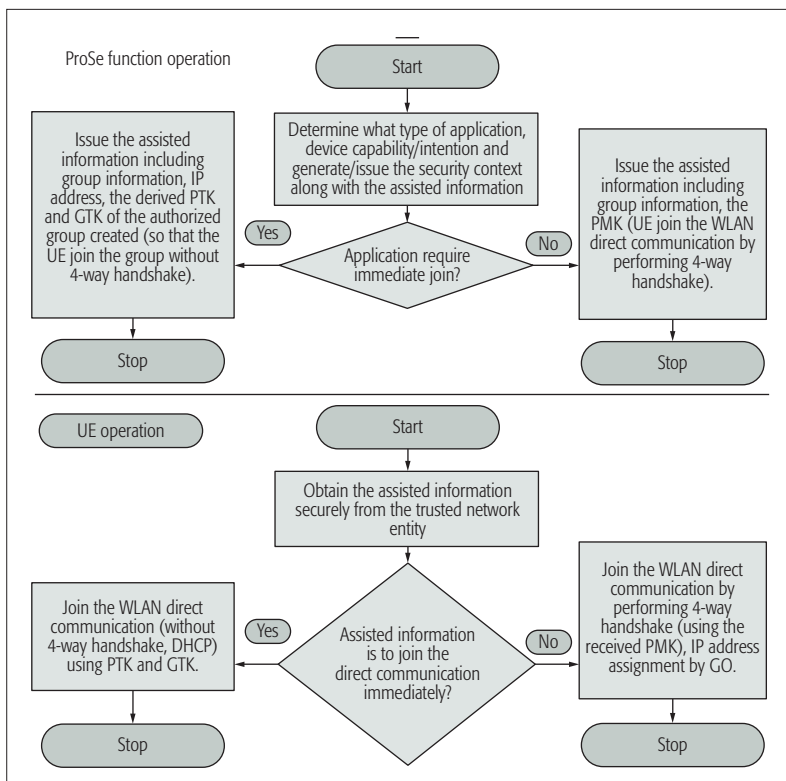 ProSe function operation
Start
Determine what type of application,
device capability/intention and
generate/issue the security context
along with the assisted information
Issue the assisted
information including
group information, IP
address, the derived PTK
and GTK of the authorized
group created (so that the
UE join the group without
4-way handshake).
Yes
Application require
immediate join?
No
Issue the assisted
information including
group information, the
PMK (UE join the WLAN
direct communication by
performing 4-way
handshake).
Stop
Stop
UE operation
Start
Obtain the assisted information
securely from the trusted network
entity
Join the WLAN direct
communication (without
4-way handshake, DHCP)
using PTK and GTK.
Yes
Assisted information
is to join the
direct communication
immediately?
No
Join the WLAN direct
communication by
performing 4-way
handshake (using the
received PMK), IP address
assignment by GO.
Stop
Stop